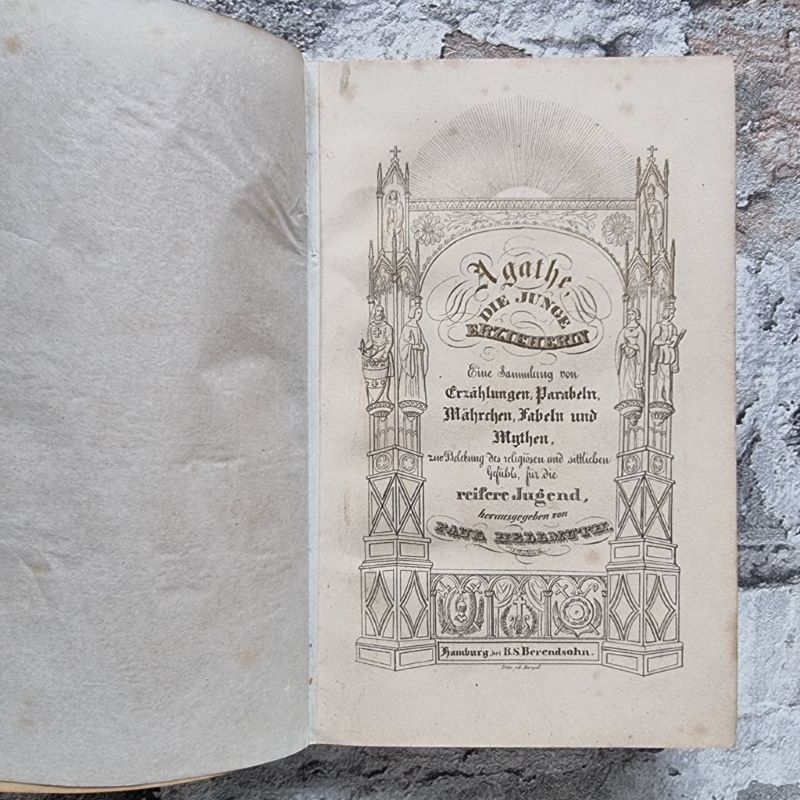 Agathe,
DIE JUNGE
ERZIEHERIN
Eine Sammlung von
Erzählungen, Parabeln,
Mährchen, Fabeln und
Mythen,
zur Belebung des religiösen und sittlichen
Gefühls, für die
reifere Jugend,
herausgegeben von
PAUL HELLMUTH.
Hamburg, bei B.S. Berendsohn.